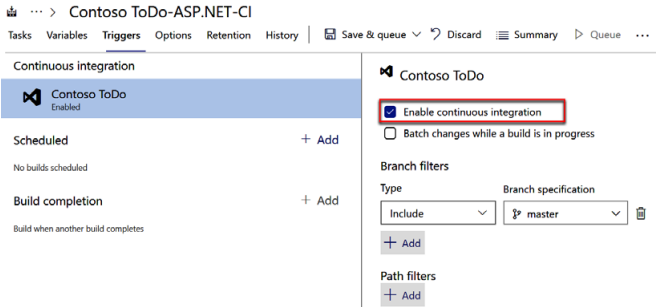 ... > Contoso ToDo-ASP.NET-CI
Tasks Variables Triggers Options Retention History Save & queue Discard Summary Queue ...
Continuous integration
Contoso ToDo
Enabled
Scheduled + Add
No builds scheduled
Build completion + Add
Build when another build completes
Contoso ToDo
Enable continuous integration
Batch changes while a build is in progress
Branch filters
Type Branch specification
Include master
+ Add
Path filters
+ Add